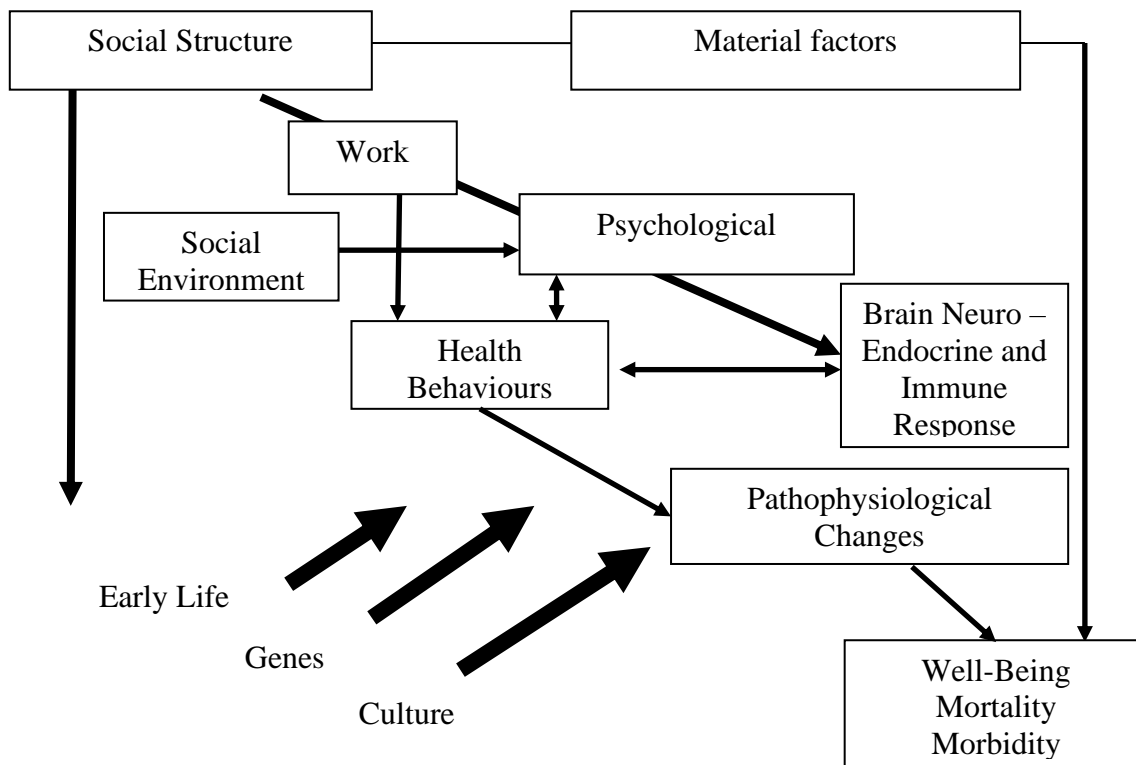 Social Structure
Material factors
Work
Psychological
Social
Environment
Brain Neuro –
Endocrine and
Immune
Response
Health
Behaviours
Pathophysiological
Changes
Early Life
Genes
Culture
Well-Being
Mortality
Morbidity